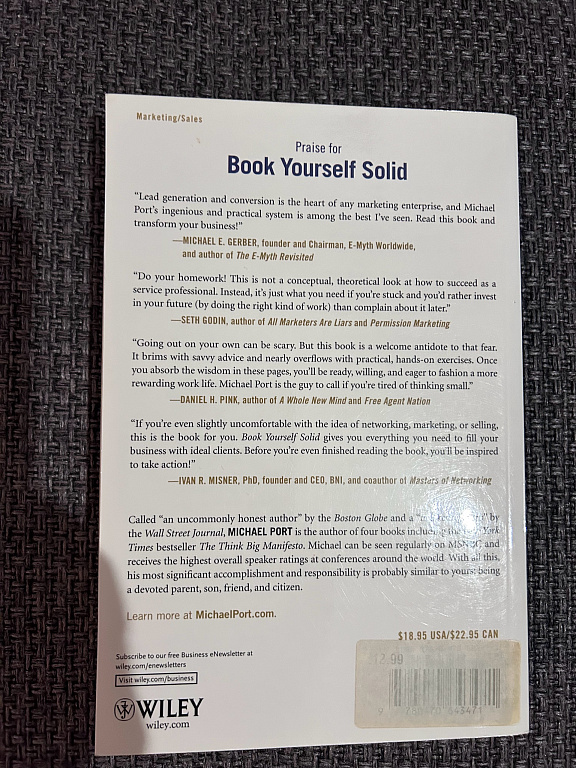 Marketing/Sales
Praise for
Book Yourself Solid
“Lead generation and conversion is the heart of any marketing enterprise, and Michael
Port’s ingenious and practical system is among the best I’ve seen. Read this book and
transform your business!”
—MICHAEL E. GERBER, founder and Chairman, E-Myth Worldwide,
and author of The E-Myth Revisited
“Do your homework! This is not a conceptual, theoretical look at how to succeed as a
service professional. Instead, it’s just what you need if you’re stuck and you’d rather invest
in your future (by doing the right kind of work) than complain about it later.”
—SETH GODIN, author of All Marketers Are Liars and Permission Marketing
“Going out on your own can be scary. But this book is a welcome antidote to that fear.
It brims with savvy advice and nearly overflows with practical, hands-on exercises. Once
you absorb the wisdom in these pages, you’ll be ready, willing, and eager to fashion a more
rewarding work life. Michael Port is the guy to call if you’re tired of thinking small.”
—DANIEL H. PINK, author of A Whole New Mind and Free Agent Nation
“If you’re even slightly uncomfortable with the idea of networking, marketing, or selling,
this is the book for you. Book Yourself Solid gives you everything you need to fill your
business with ideal clients. Before you’re even finished reading the book, you’ll be inspired
to take action!”
—IVAN R. MISNER, PhD, founder and CEO, BNI, and coauthor of Masters of Networking
Called “an uncommonly honest author” by the Boston Globe and a by
the Wall Street Journal, MICHAEL PORT is the author of four books including the York
Times bestseller The Think Big Manifesto. Michael can be seen regularly on MSNBC and
receives the highest overall speaker ratings at conferences around the world. With all this,
his most significant accomplishment and responsibility is probably similar to yours: being
a devoted parent, son, friend, and citizen.
Learn more at MichaelPort.com.
$18.95 USA/$22.95 CAN
Subscribe to our free Business eNewsletter at
wiley.com/enewsletters
Visit wiley.com/business
WILEY
wiley.com